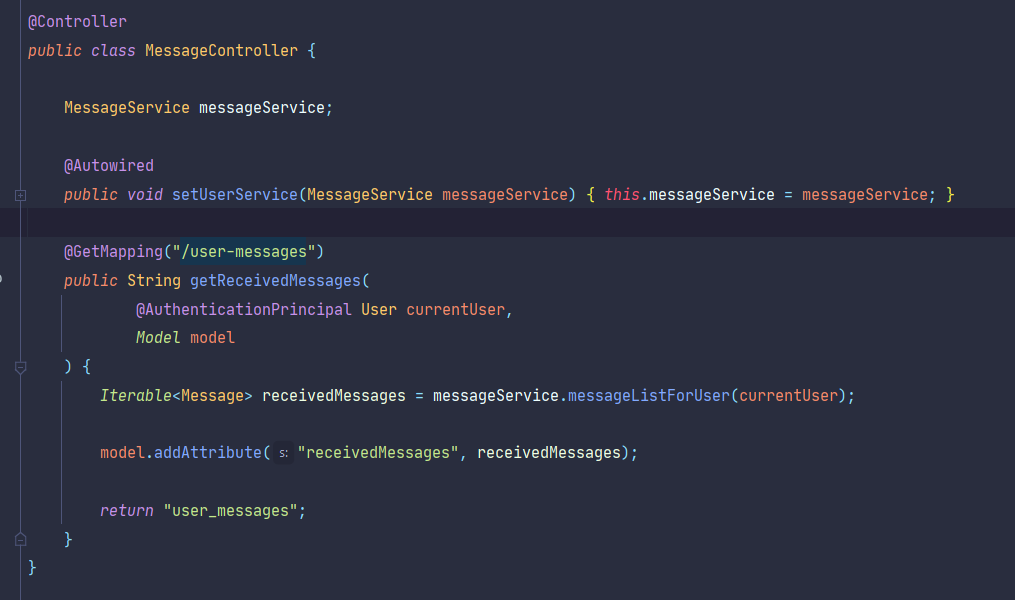 @Controller
public class MessageController {
MessageService messageService;
@Autowired
public void setUserService(MessageService messageService) { this.messageService = messageService; }
@GetMapping("/user-messages")
public String getReceivedMessages(
@AuthenticationPrincipal User currentUser,
Model model
) {
Iterable<Message> receivedMessages = messageService.messageListForUser(currentUser);
model.addAttribute( s: "receivedMessages", receivedMessages);
return "user_messages";
}
}